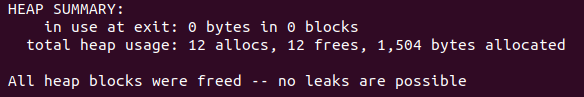 HEAP SUMMARY:
in use at exit: 0 bytes in 0 blocks
total heap usage: 12 allocs, 12 frees, 1,504 bytes allocated
All heap blocks were freed -- no leaks are possible